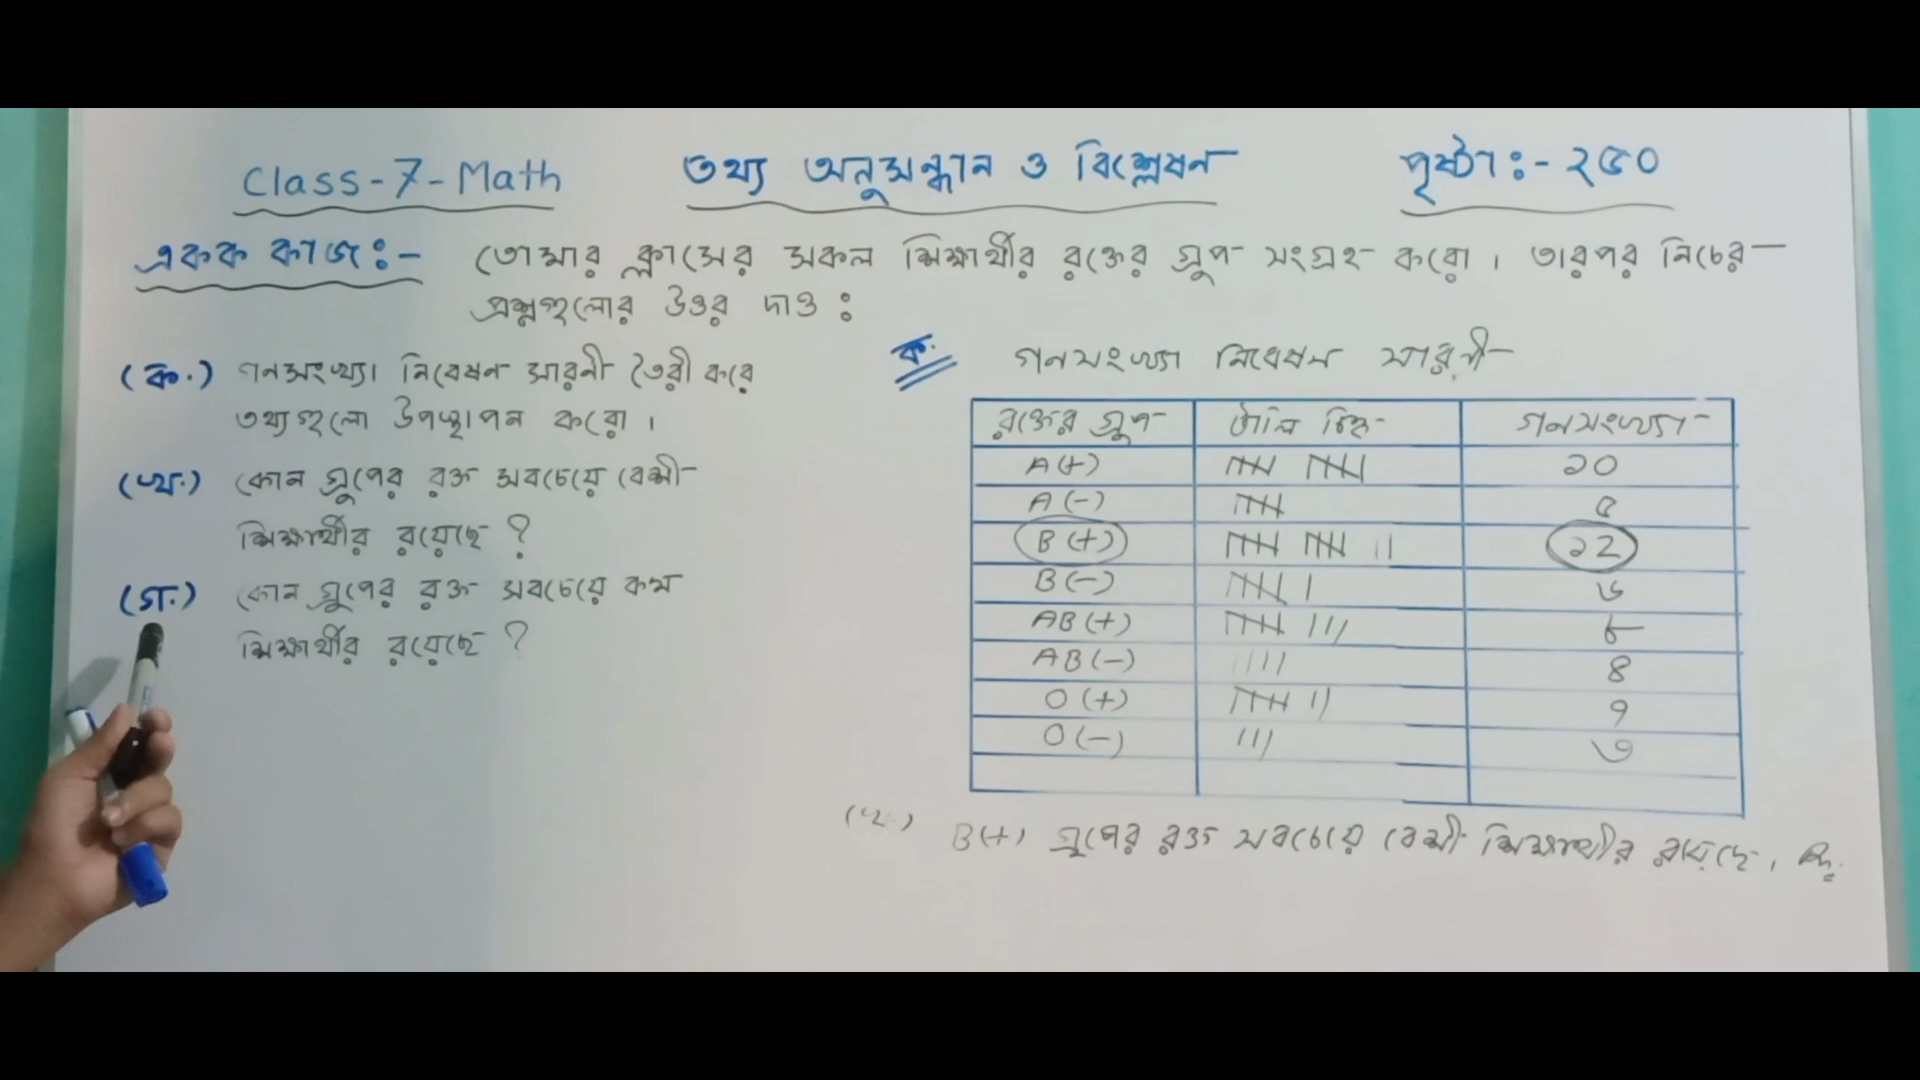 Class-7-Math তথ্য অনুসন্ধান ও বিশ্লেষন পৃষ্ঠা:-২৫০
একক কাজ:- তোমার ক্লাসের সকল শিক্ষার্থীর রক্তের গ্রুপ সংগ্রহ করো। তারপর নিচের
প্রশ্নগুলোর উত্তর দাও :
(ক.) গনসংখ্যা নিবেষন সারনী তৈরী করে
তথ্যগুলো উপস্থাপন করো।
(খ.) কোন গ্রুপের রক্ত সবচেয়ে বেশী
শিক্ষার্থীর রয়েছে ?
(গ.) কোন গ্রুপের রক্ত সবচেয়ে কম
শিক্ষার্থীর রয়েছে ?
ক. গনসংখ্যা নিবেষন সারনী
রক্তের গ্রুপ টালি চিহ্ন গনসংখ্যা
A(+) ১০
A(-) ৫
B(+) ১২
B(-) ৬
AB(+) ৮
AB(-) ৪
O(+) ৭
O(-) ৩
(খ.) B(+) গ্রুপের রক্ত সবচেয়ে বেশী শিক্ষার্থীর রয়েছে,